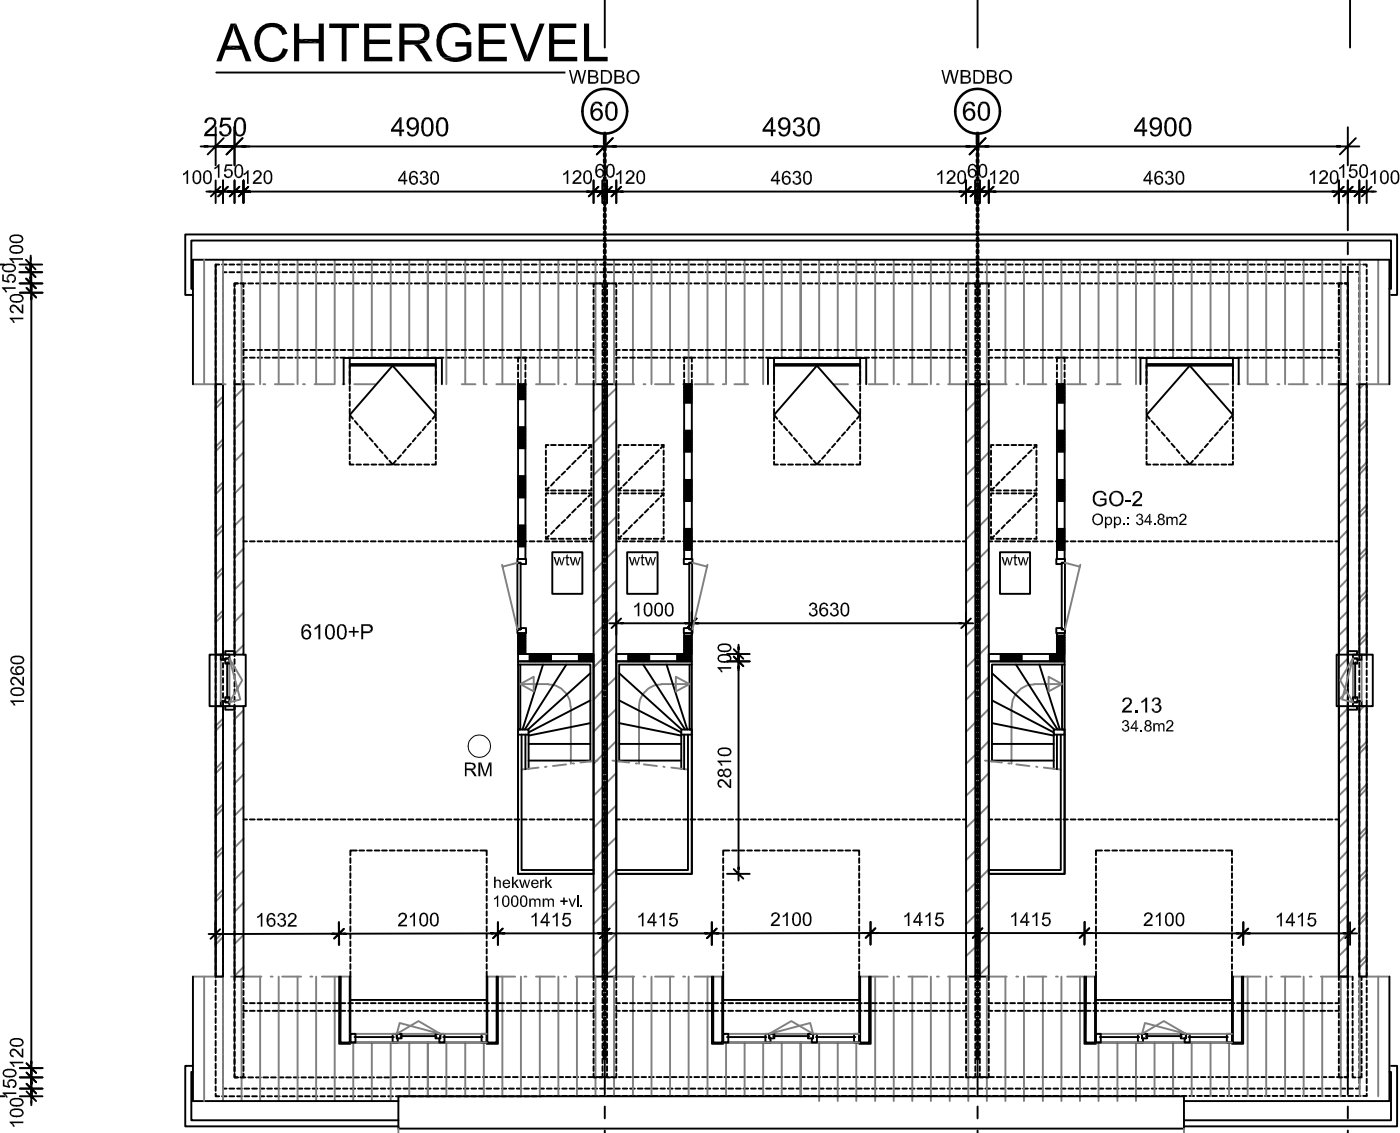 ACHTERGEVEL
WBDBO WBDBO
60 60
250 4900 4930 4900
100 150 120 4630 120 60 120 4630 120 60 120 4630 120 150 100
100
150
120
GO-2
Opp.: 34.8m2
wtw wtw wtw
1000 3630
6100+P
100
10260
2.13
34.8m2
RM
2810
hekwerk
1000mm +vl.
1632 2100 1415 1415 2100 1415 1415 2100 1415
120
150
100